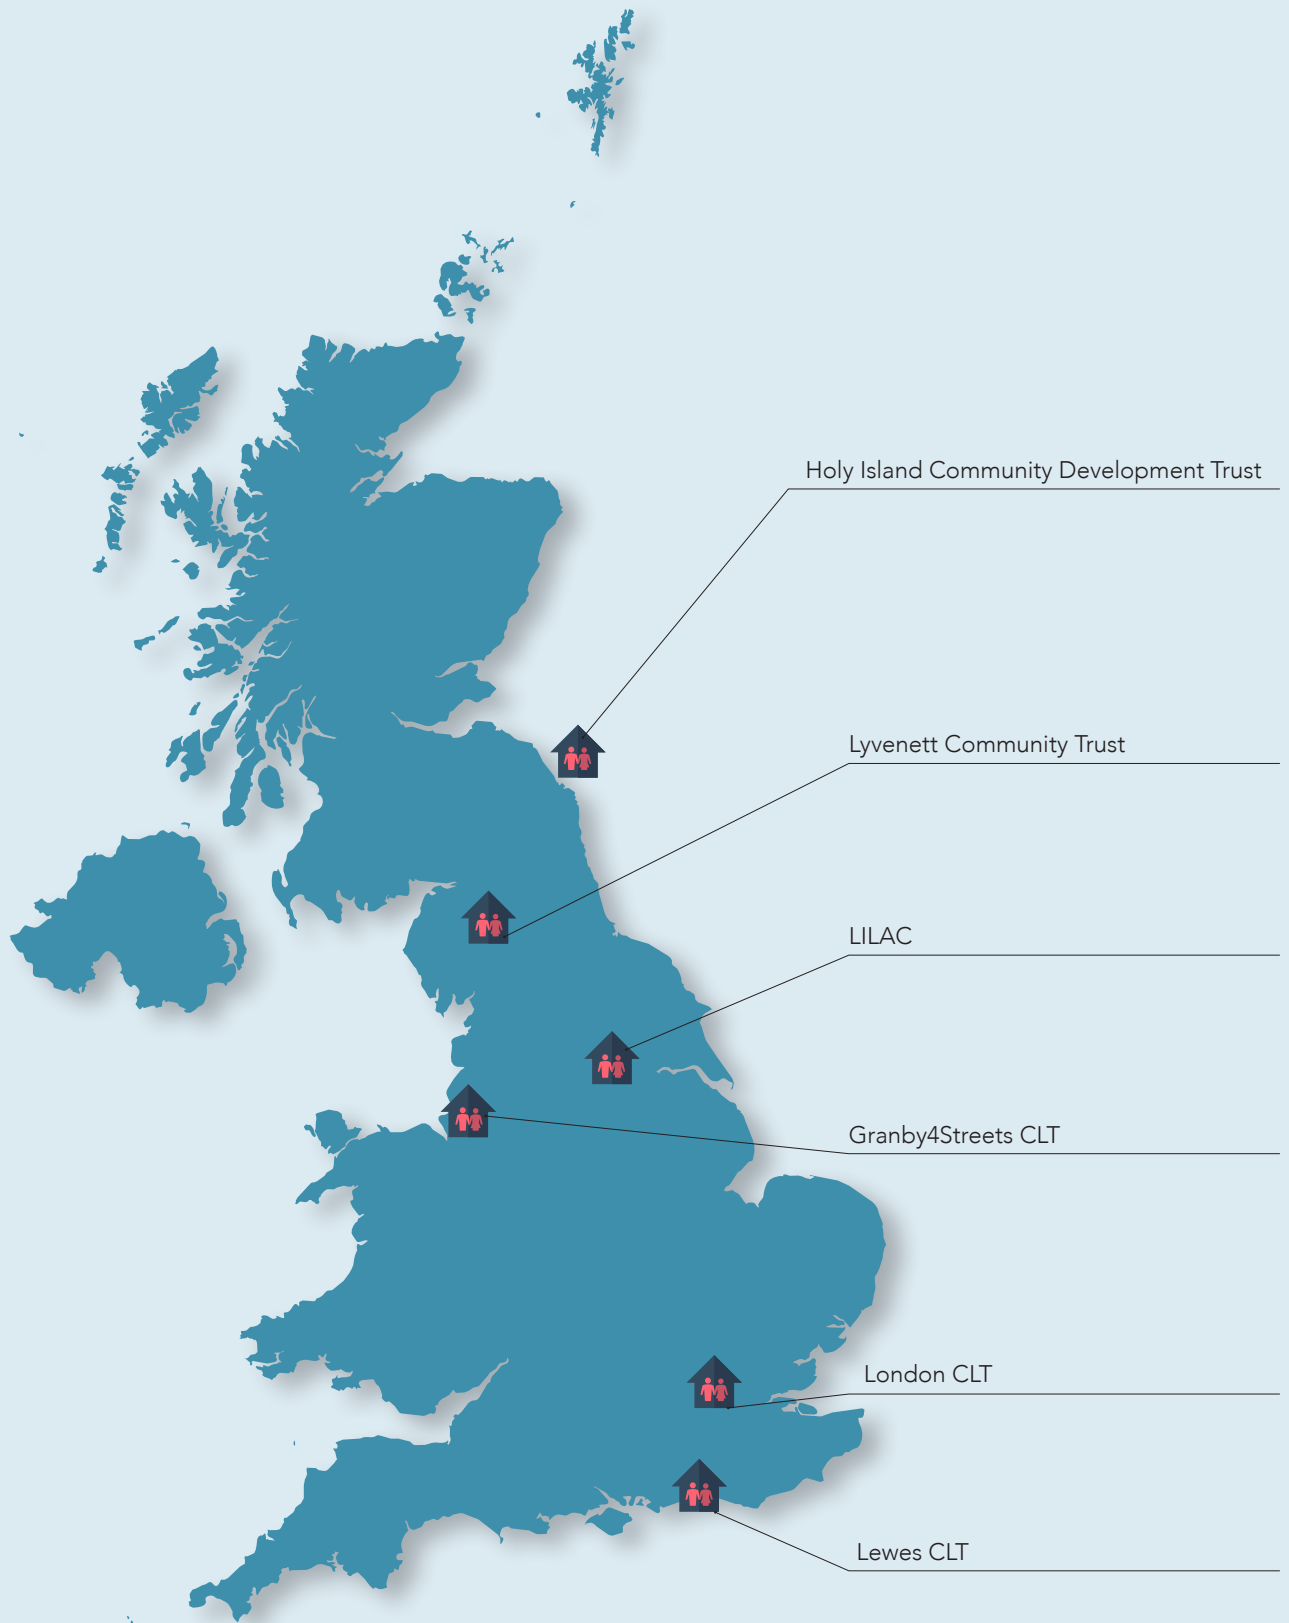 Holy Island Community Development Trust
Lyvenett Community Trust
LILAC
Granby4Streets CLT
London CLT
Lewes CLT